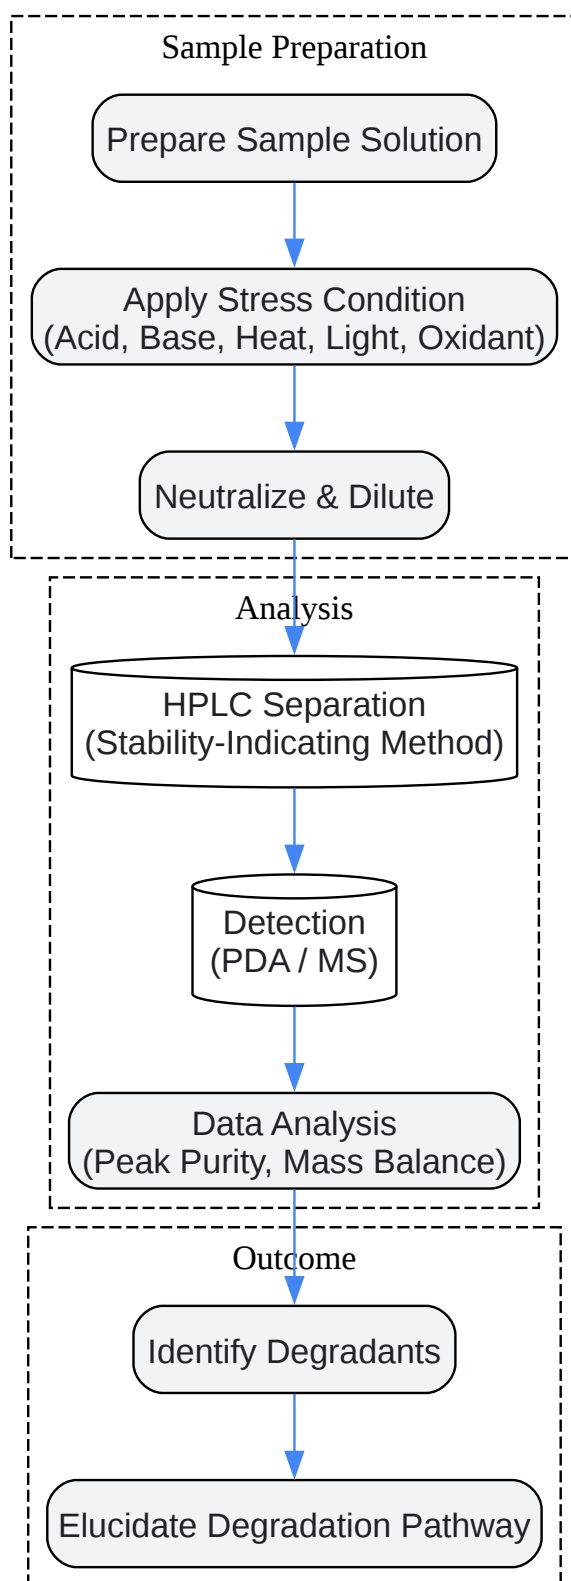 Sample Preparation
Prepare Sample Solution
Apply Stress Condition
(Acid, Base, Heat, Light, Oxidant)
Neutralize & Dilute
Analysis
HPLC Separation
(Stability-Indicating Method)
Detection
(PDA / MS)
Data Analysis
(Peak Purity, Mass Balance)
Outcome
Identify Degradants
Elucidate Degradation Pathway